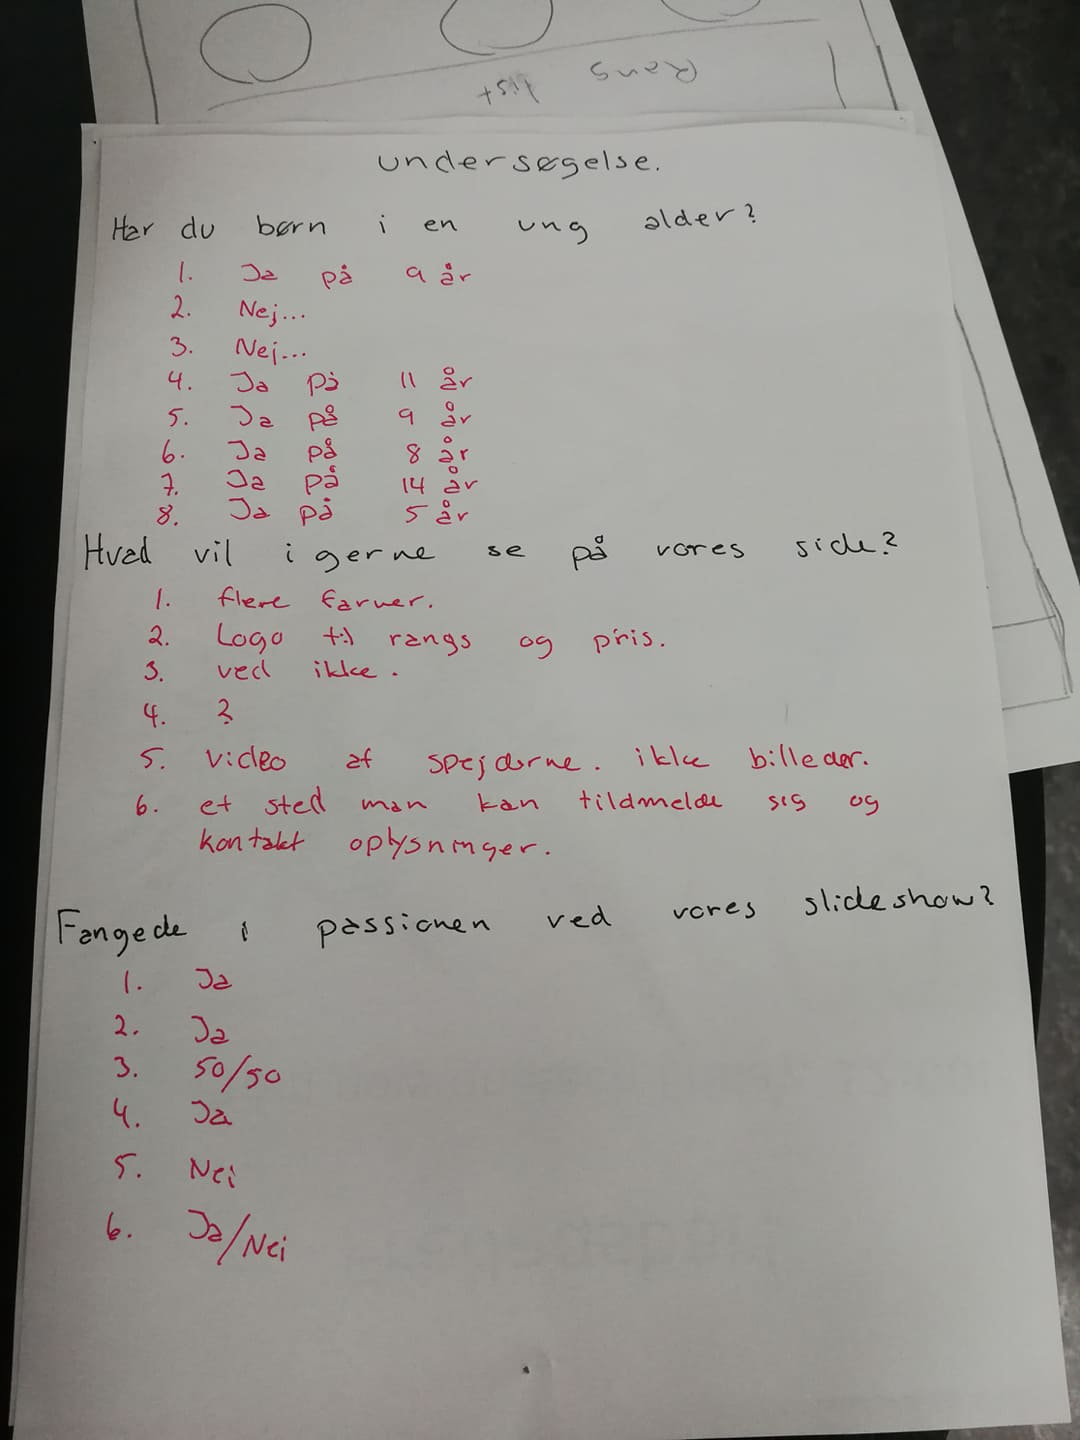 Rangs list
undersøgelse.
Har du børn i en ung alder?
1. Ja på 9 år
2. Nej...
3. Nej...
4. Ja på 11 år
5. Ja på 9 år
6. Ja på 8 år
7. Ja på 14 år
8. Ja på 5 år
Hvad vil i gerne se på vores side?
1. flere farver.
2. Logo til rangs og pris.
3. ved ikke.
4. ?
5. video af spejderne. ikke billeder.
6. et sted man kan tildmelde sig og
kontakt oplysninger.
Fangede i passionen ved vores slideshow?
1. Ja
2. Ja
3. 50/50
4. Ja
5. Nei
6. Ja/Nei